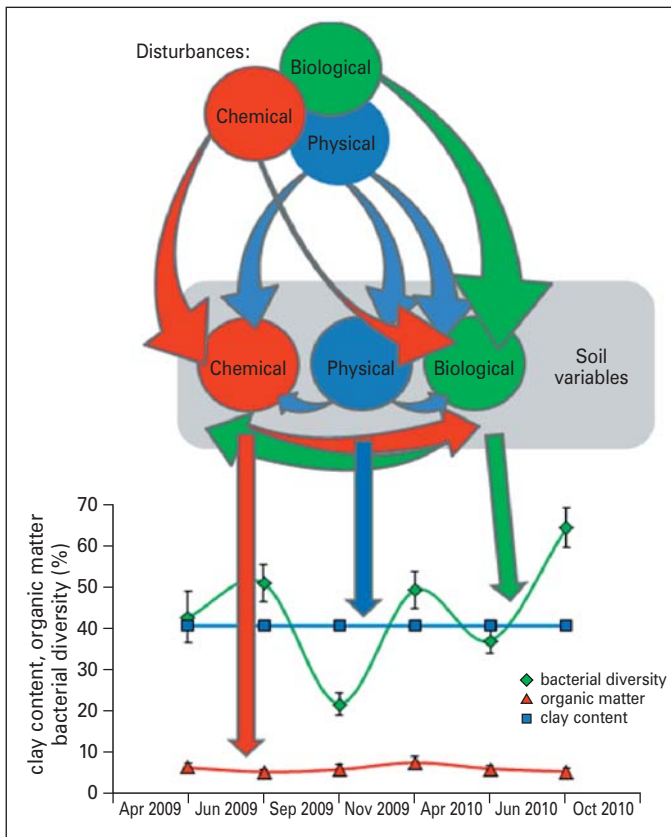 Disturbances:
Biological
Chemical
Physical
Chemical
Physical
Biological
Soil
variables
clay content, organic matter
bacterial diversity (%)
70
60
50
40
30
20
10
0
bacterial diversity
organic matter
clay content
Apr 2009 Jun 2009 Sep 2009 Nov 2009 Apr 2010 Jun 2010 Oct 2010